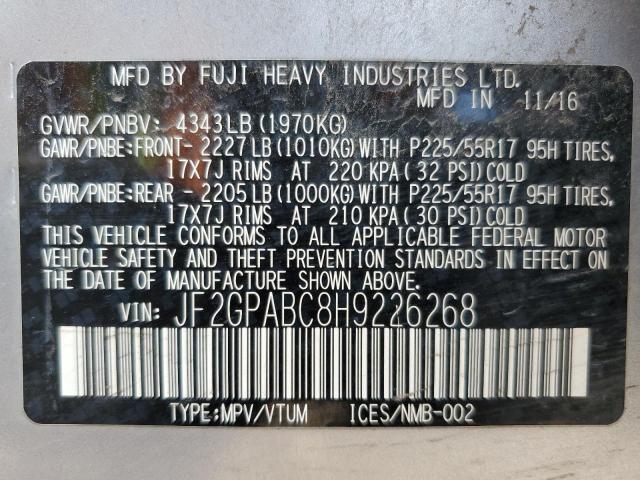 MFD BY FUJI HEAVY INDUSTRIES LTD.
MFD IN 11/16
GVWR/PNBV: 4343LB (1970KG)
GAWR/PNBE:FRONT- 2227LB(1010KG)WITH P225/55R17 95H TIRES,
17X7J RIMS AT 220 KPA( 32 PSI)COLD
GAWR/PNBE:REAR - 2205LB(1000KG)WITH P225/55R17 95H TIRES,
17X7J RIMS AT 210 KPA( 30 PSI)COLD
THIS VEHICLE CONFORMS TO ALL APPLICABLE FEDERAL MOTOR
VEHICLE SAFETY AND THEFT PREVENTION STANDARDS IN EFFECT ON
THE DATE OF MANUFACTURE SHOWN ABOVE.
VIN: JF2GPABC8H9226268
TYPE:MPV/VTUM ICES/NMB-002